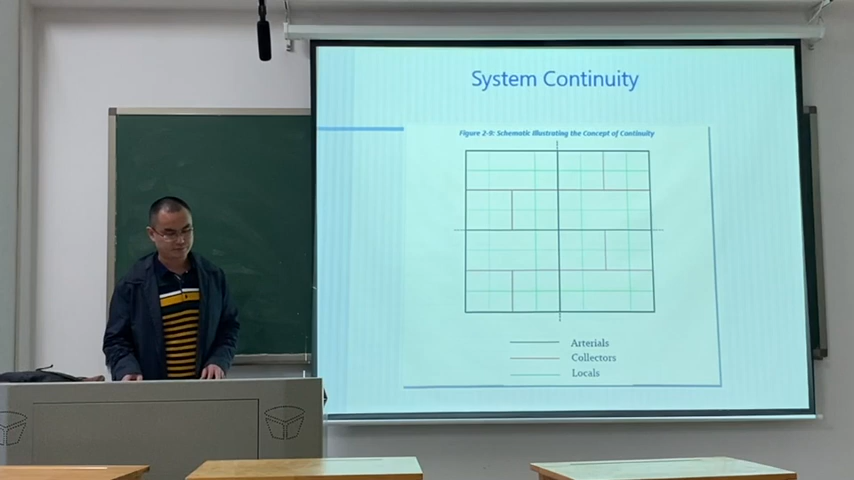 System Continuity
Figure 2-9: Schematic Illustrating the Concept of Continuity
Arterials
Collectors
Locals